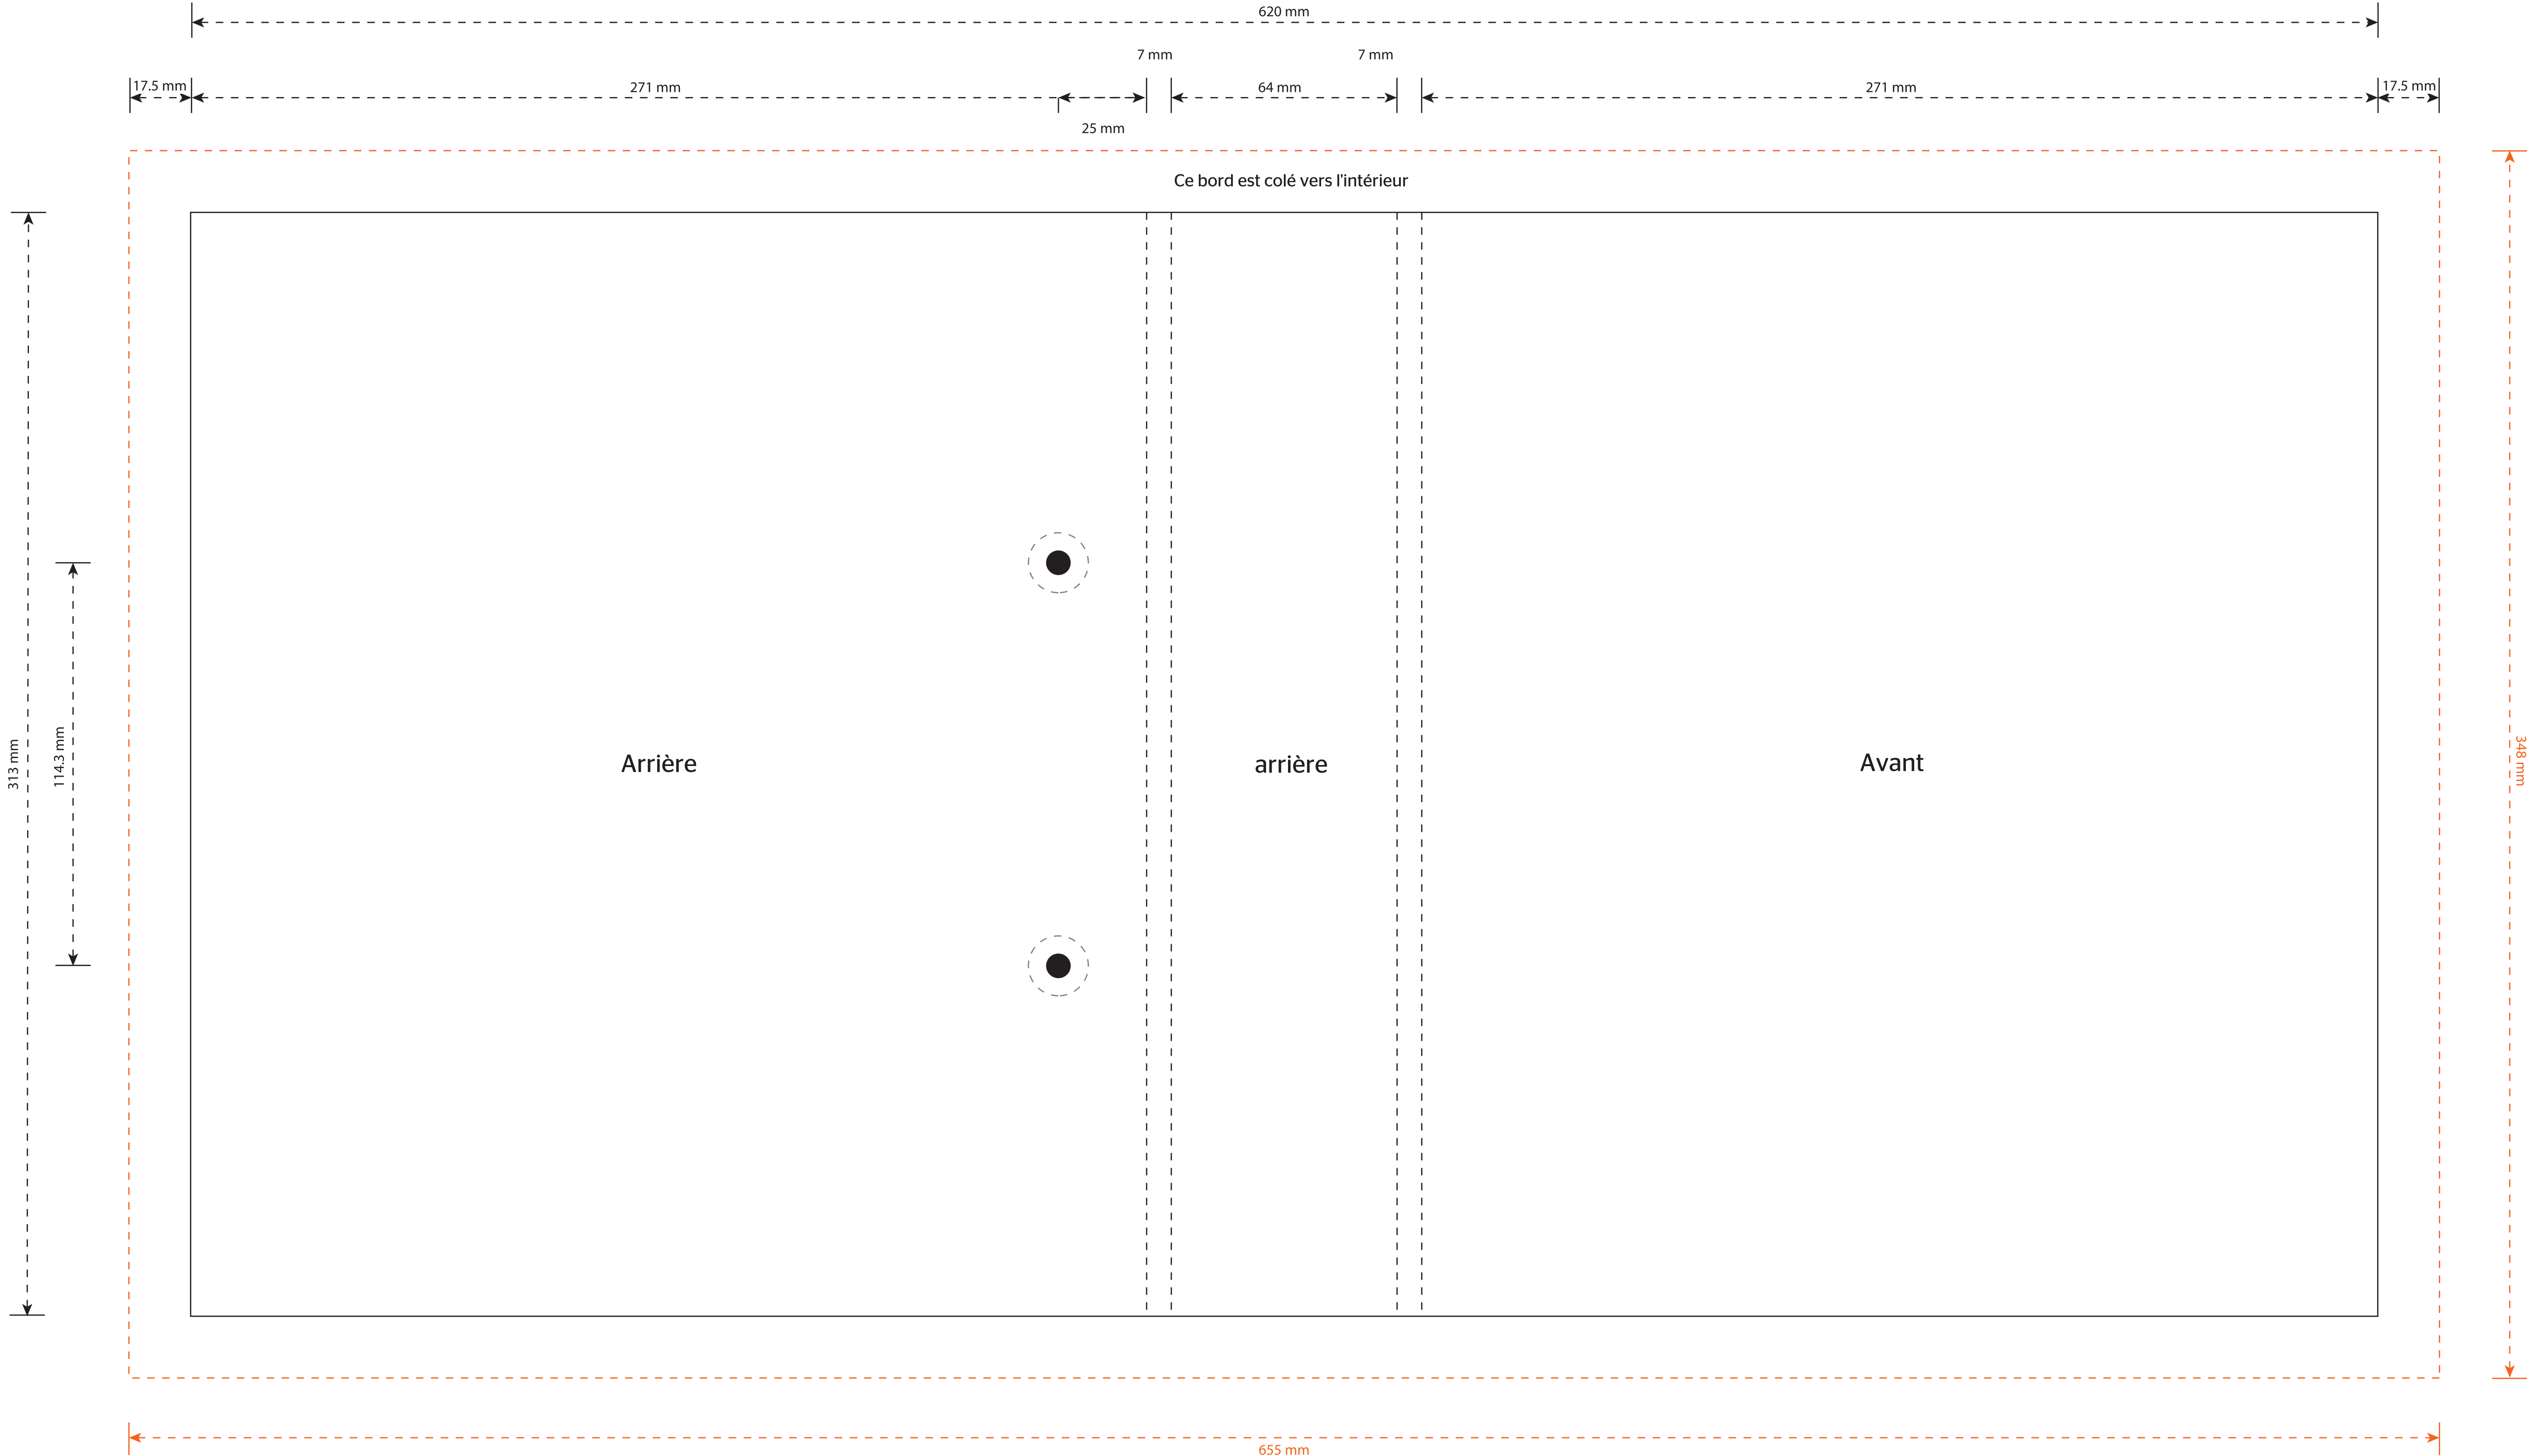 620 mm
7 mm
7 mm
17.5 mm
271 mm
64 mm
271 mm
17.5 mm
25 mm
Ce bord est colé vers l'intérieur
313 mm
114.3 mm
Arrière
arrière
Avant
348 mm
655 mm